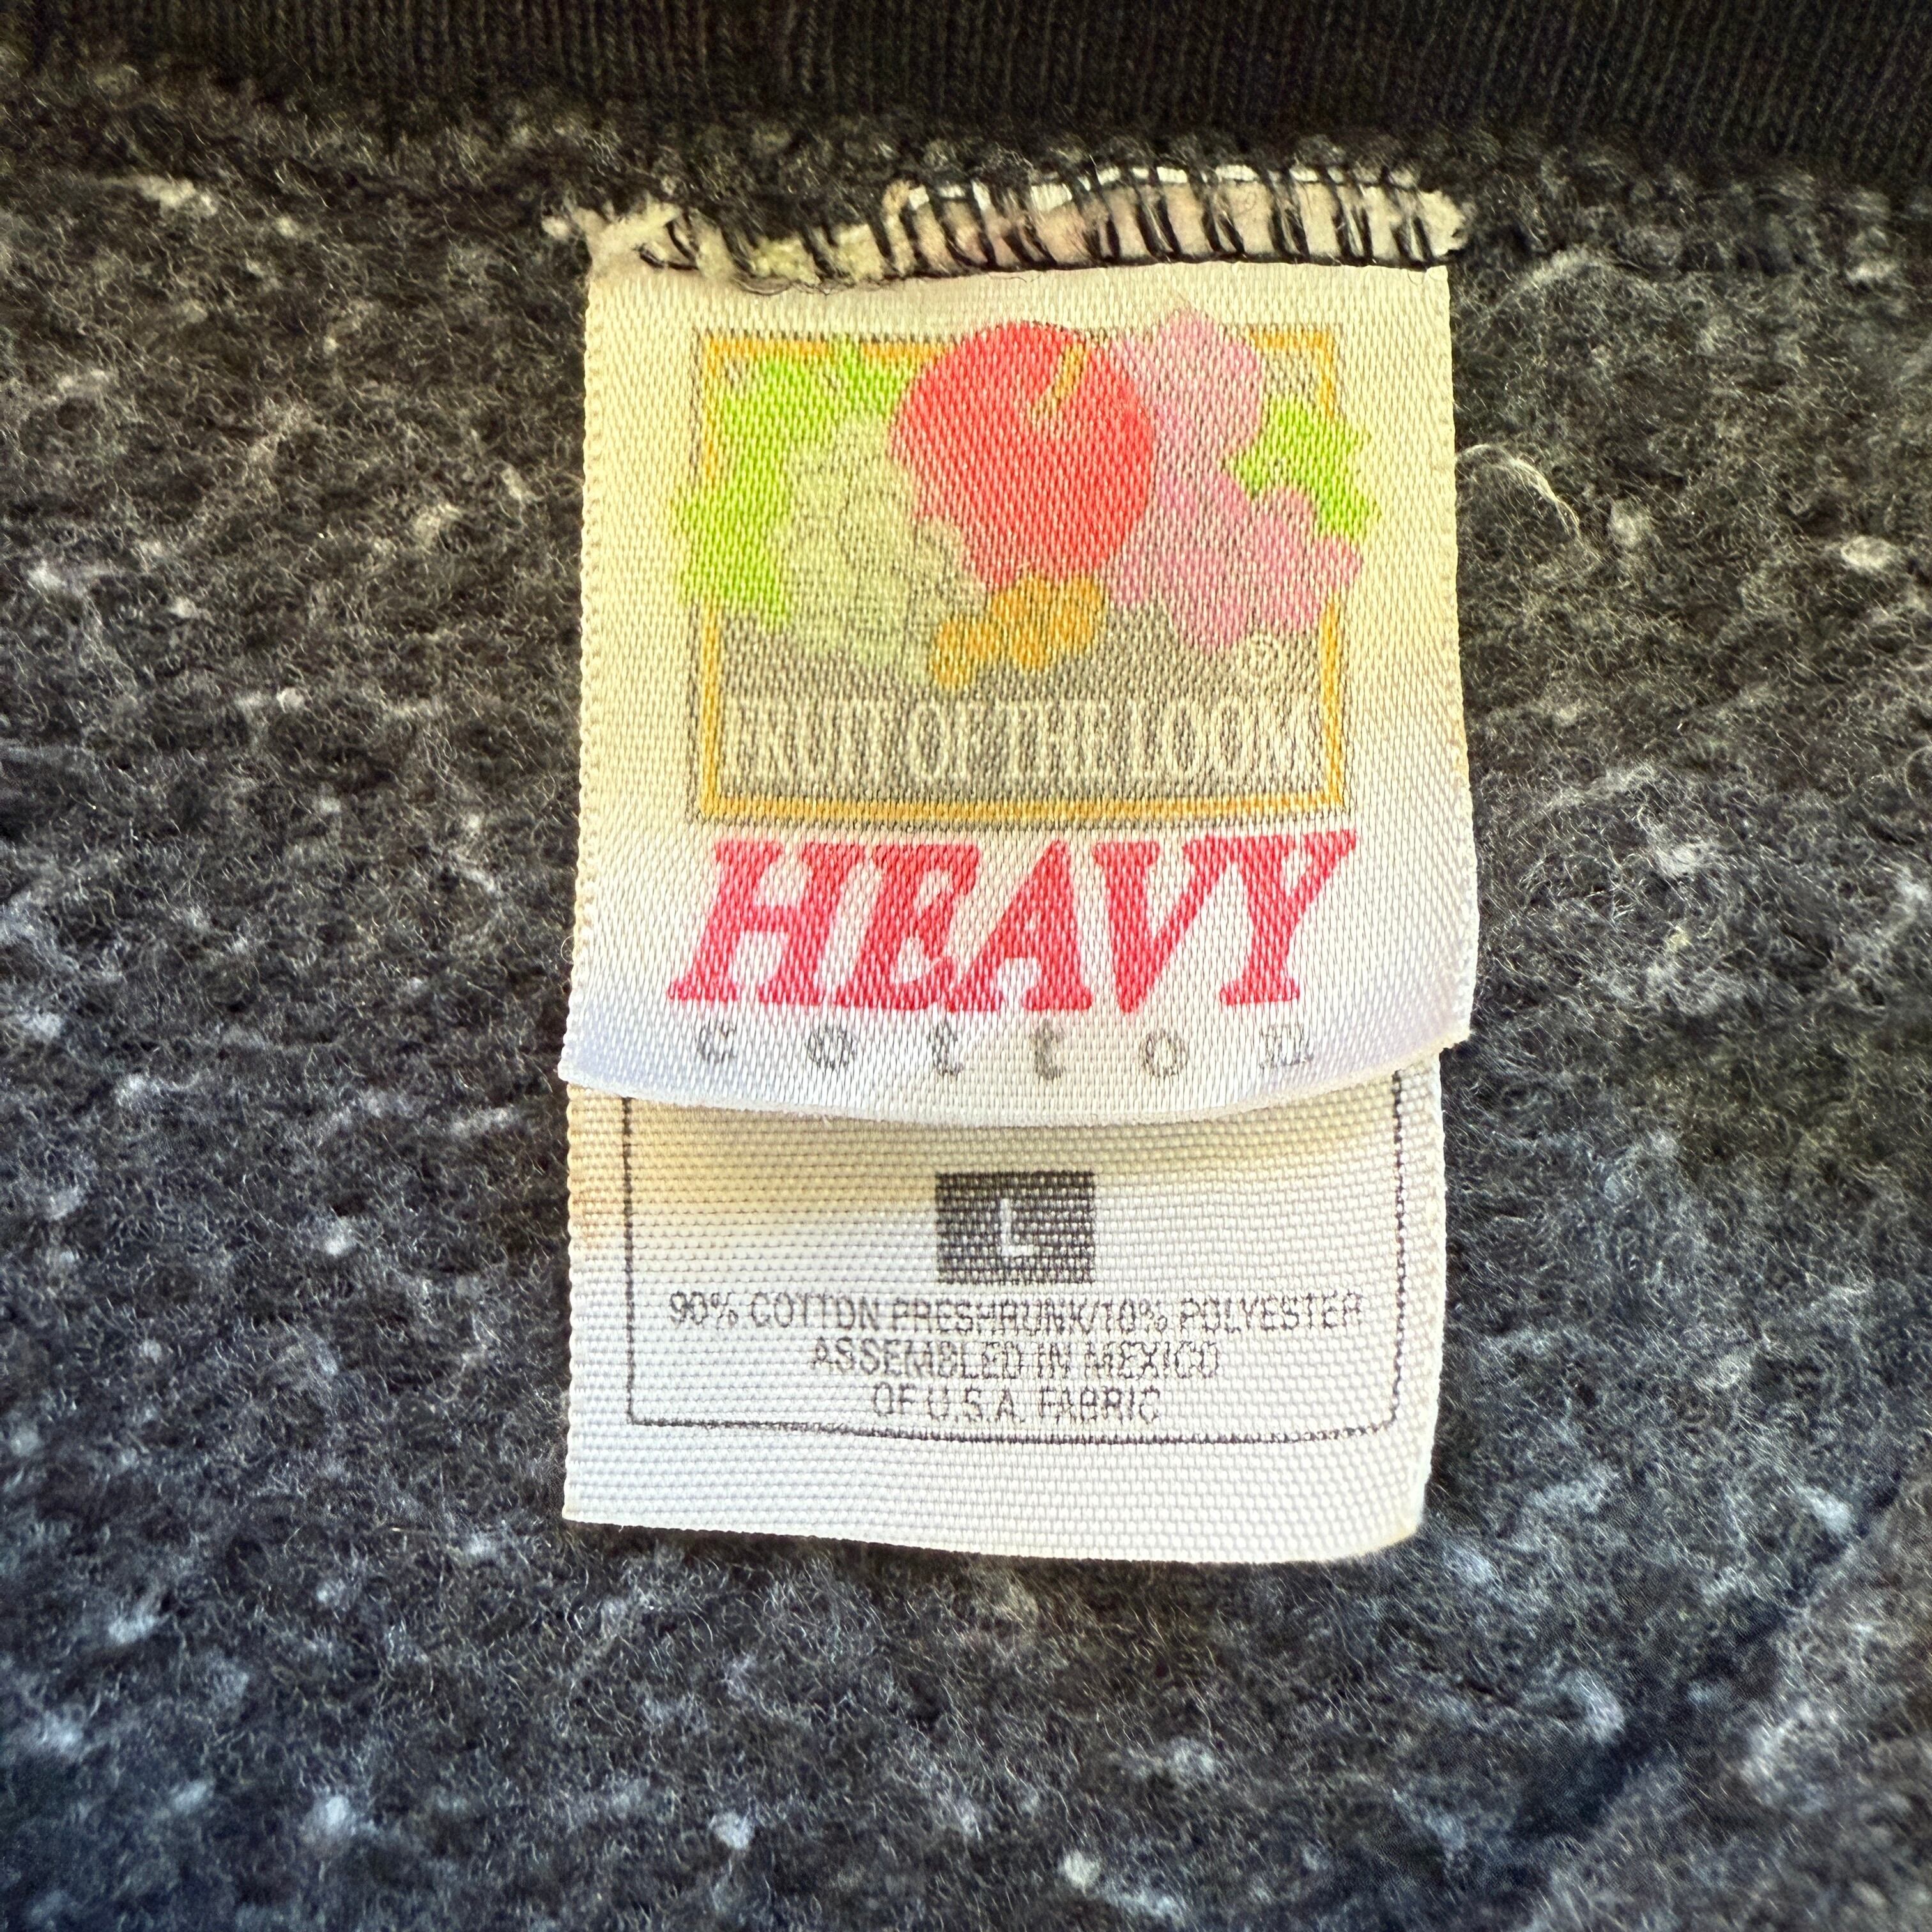 FRUIT OF THE LOOM
HEAVY
cotton
L
90% COTTON PRESHRUNK/10% POLYESTER
ASSEMBLED IN MEXICO
OF U.S.A. FABRIC